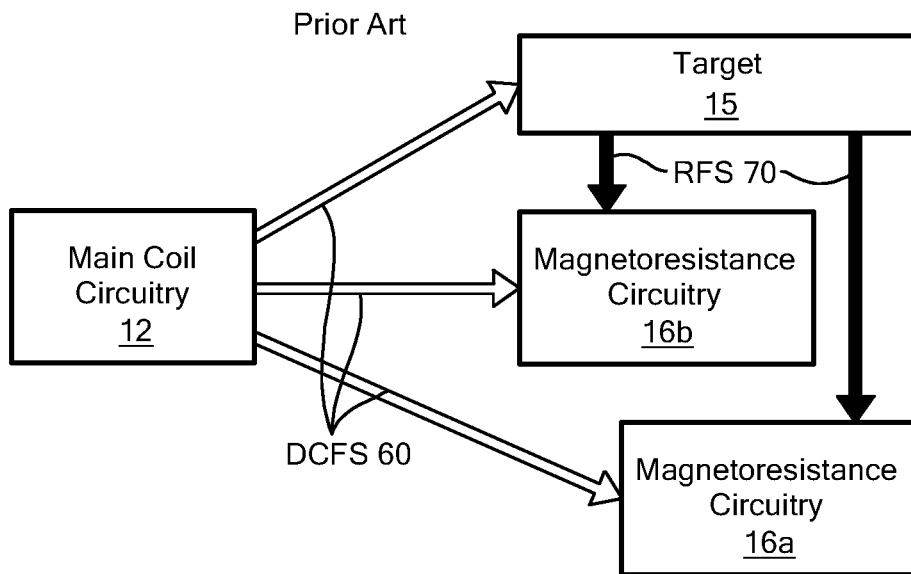 Prior Art
Target
15
RFS 70
Main Coil
Circuitry
12
Magnetoresistance
Circuitry
16b
DCFS 60
Magnetoresistance
Circuitry
16a